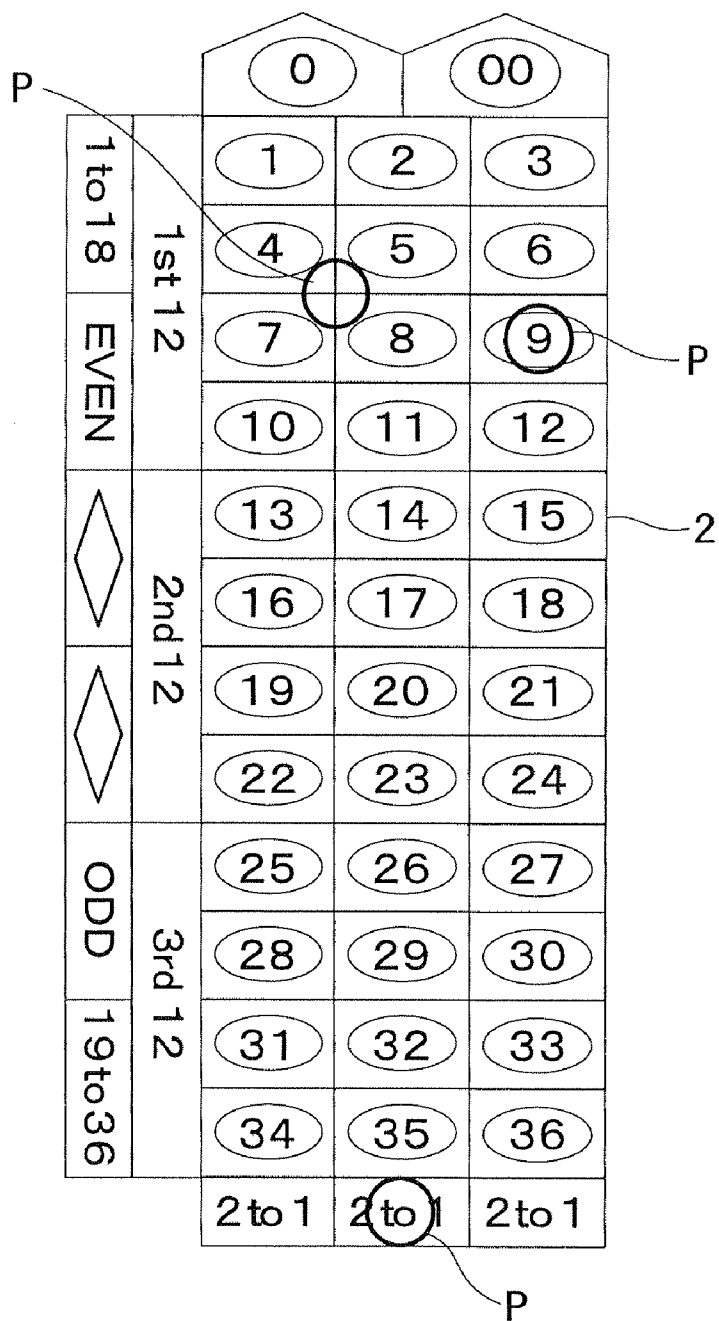 0 00
P
1 2 3
4 5 6
7 8 9
P
10 11 12
13 14 15
2
16 17 18
19 20 21
22 23 24
25 26 27
28 29 30
31 32 33
34 35 36
2 to 1 2 to 1 2 to 1
P
1st 12
2nd 12
3rd 12
1 to 18
EVEN
ODD
19 to 36